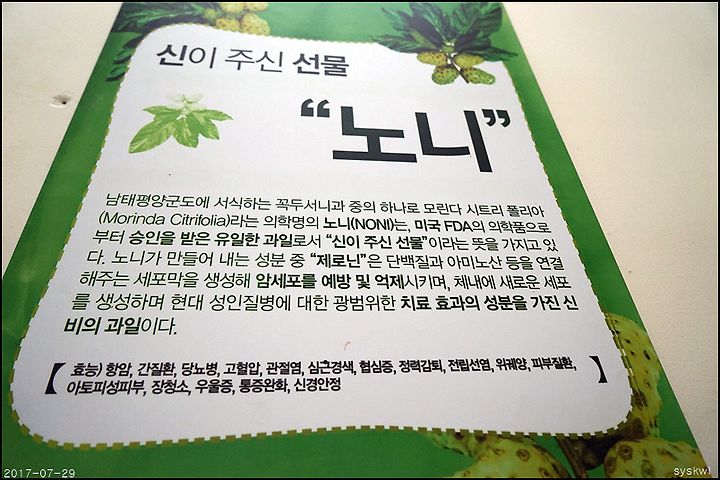 신이 주신 선물
“노니”
남태평양군도에 서식하는 꼭두서니과 중의 하나로 모린다 시트리 폴리아
(Morinda Citrifolia)라는 의학명의 노니(NONI)는, 미국 FDA의 의학품으로
부터 승인을 받은 유일한 과일로서 “신이 주신 선물”이라는 뜻을 가지고 있
다. 노니가 만들어 내는 성분 중 “제로닌”은 단백질과 아미노산 등을 연결
해주는 세포막을 생성해 암세포를 예방 및 억제시키며, 체내에 새로운 세포
를 생성하며 현대 성인질병에 대한 광범위한 치료 효과의 성분을 가진 신
비의 과일이다.
【 효능) 항암, 간질환, 당뇨병, 고혈압, 관절염, 심근경색, 협심증, 정력감퇴, 전립선염, 위궤양, 피부질환,
아토피성피부, 장청소, 우울증, 통증완화, 신경안정 】
2017-07-29
syskwl